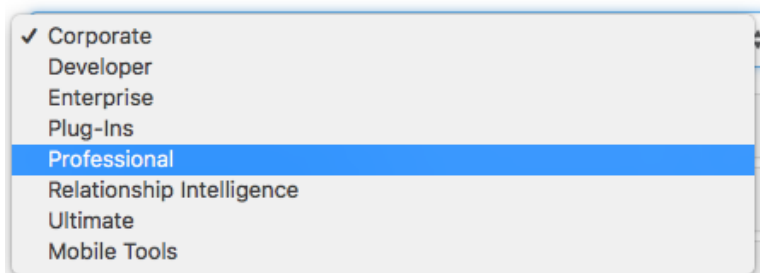 ✓ Corporate
Developer
Enterprise
Plug-Ins
Professional
Relationship Intelligence
Ultimate
Mobile Tools